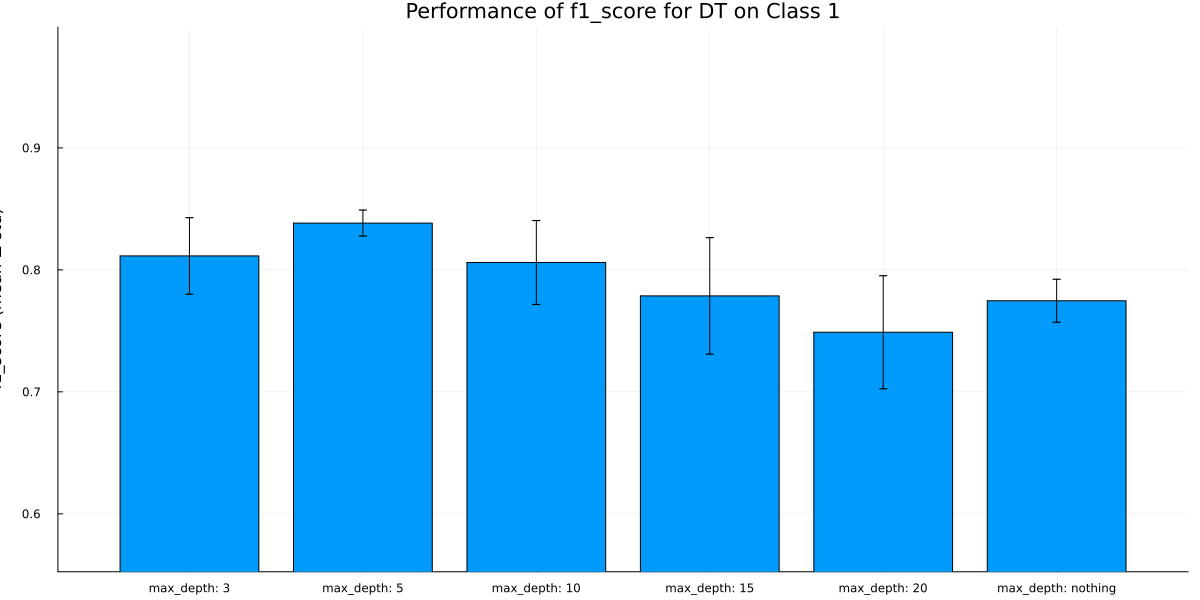 Performance of f1_score for DT on Class 1
0.9
0.8
0.7
0.6
max_depth: 3
max_depth: 5
max_depth: 10
max_depth: 15
max_depth: 20
max_depth: nothing